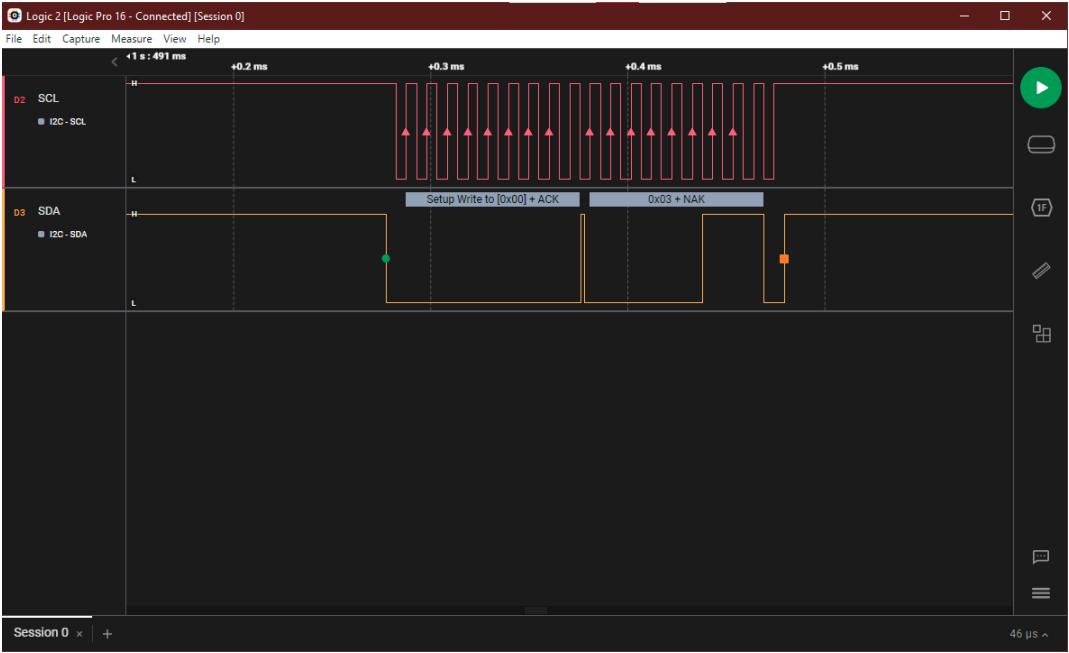 Logic 2 [Logic Pro 16 - Connected] [Session 0]
File Edit Capture Measure View Help
1 s : 491 ms
+0.2 ms +0.3 ms +0.4 ms +0.5 ms
D2 SCL H
I2C - SCL
L
Setup Write to [0x00] + ACK 0x03 + NAK
D3 SDA H
I2C - SDA
L
1F
Session 0 × +
46 µs